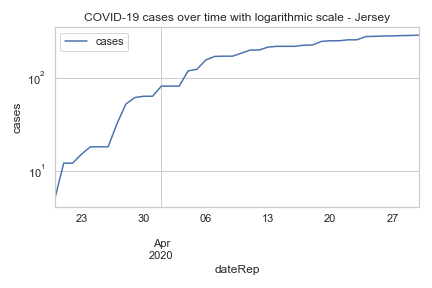 COVID-19 cases over time with logarithmic scale - Jersey
cases
10²
10¹
cases
23
30
06
13
20
27
Apr
2020
dateRep